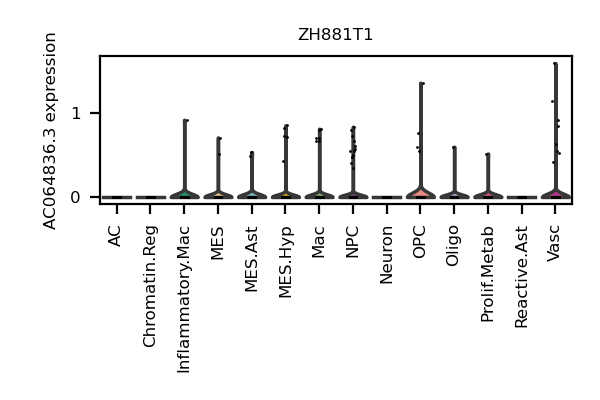 ZH881T1
AC064836.3 expression
1
0
AC
Chromatin.Reg
Inflammatory.Mac
MES
MES.Ast
MES.Hyp
Mac
NPC
Neuron
OPC
Oligo
Prolif.Metab
Reactive.Ast
Vasc